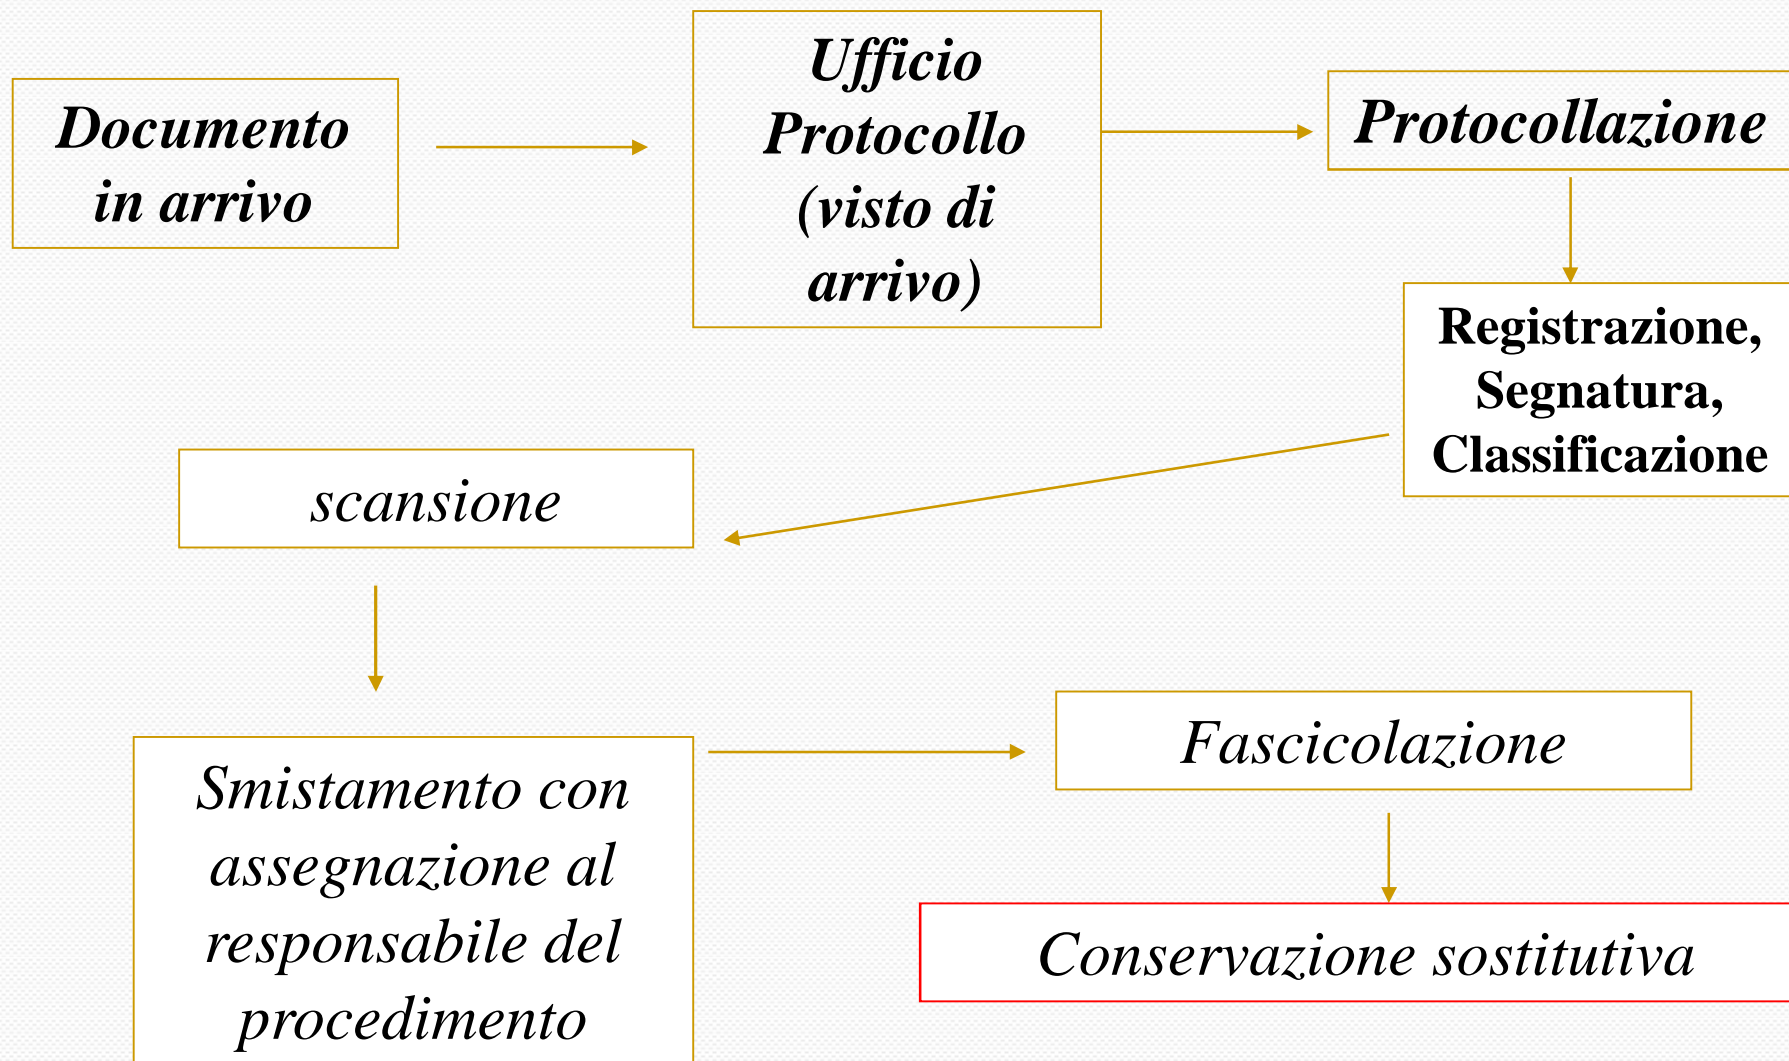 Documento
in arrivo
Ufficio
Protocollo
(visto di
arrivo)
Protocollazione
Registrazione,
Segnatura,
Classificazione
scansione
Smistamento con
assegnazione al
responsabile del
procedimento
Fascicolazione
Conservazione sostitutiva